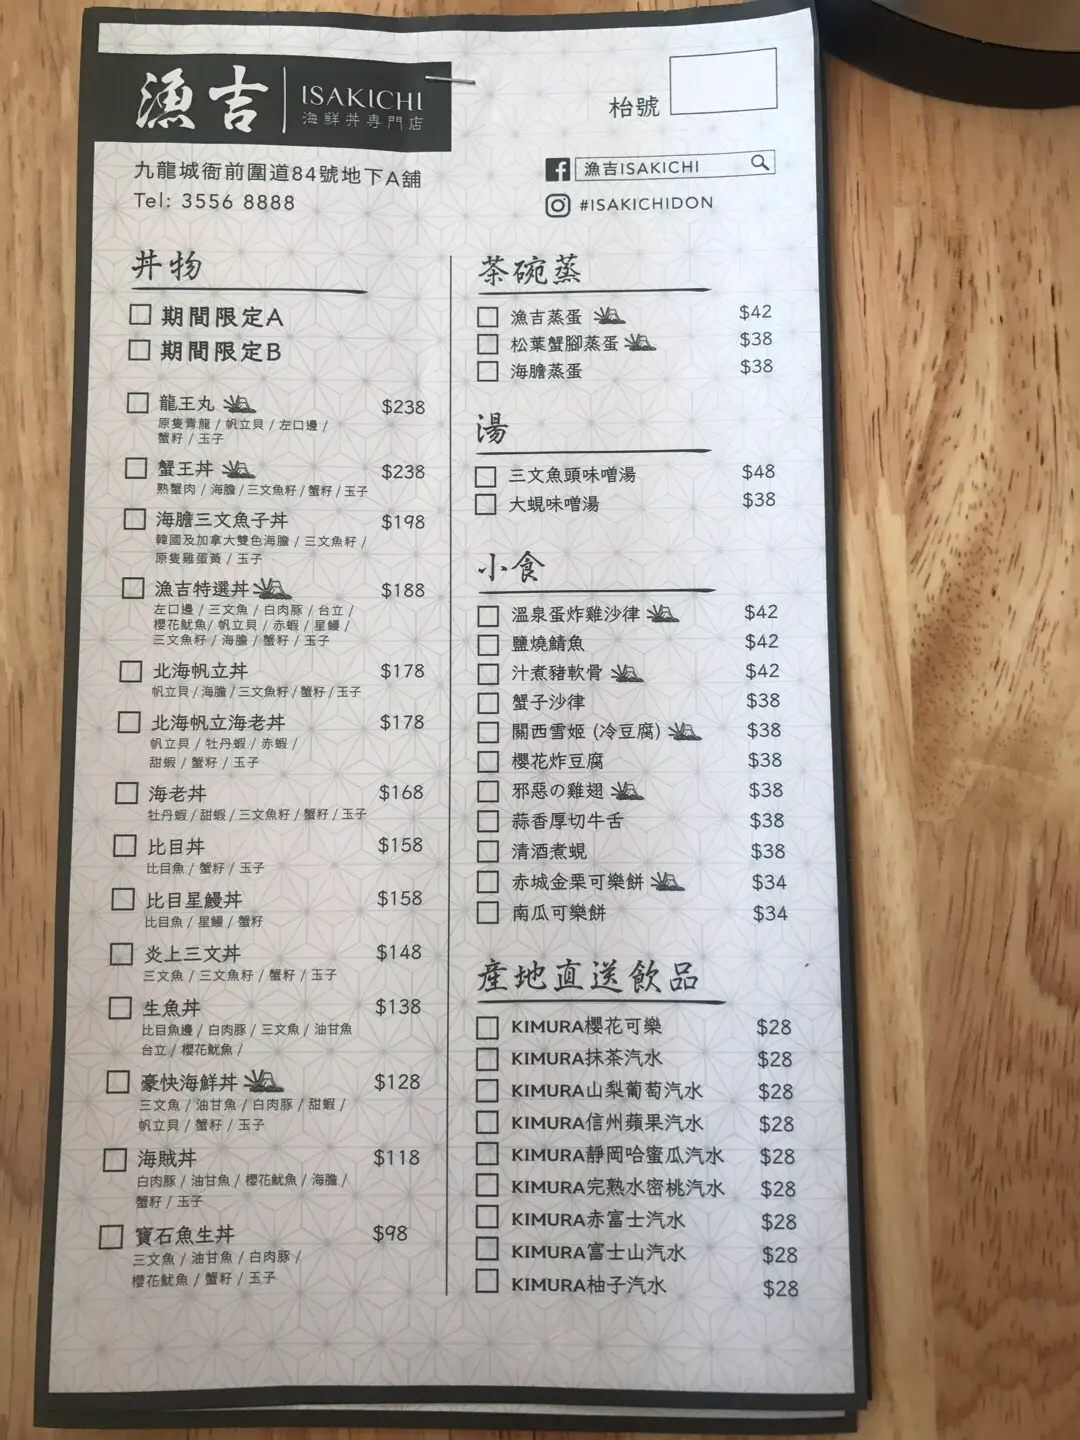 漁吉
ISAKICHI
海鮮丼専門店
枱號
九龍城衙前圍道84號地下A舖
Tel: 3556 8888
漁吉ISAKICHI
#ISAKICHIDON
丼物
期間限定A
期間限定B
龍王丸 $238
原隻青龍 / 帆立貝 / 左口邊 /
蟹籽 / 玉子
蟹王丼 $238
熟蟹肉 / 海膽 / 三文魚籽 / 蟹籽 / 玉子
海膽三文魚子丼 $198
韓國及加拿大雙色海膽 / 三文魚籽 /
原隻雞蛋黃 / 玉子
漁吉特選丼 $188
左口邊 / 三文魚 / 白肉豚 / 台立 /
櫻花魷魚 / 帆立貝 / 赤蝦 / 星鰻 /
三文魚籽 / 海膽 / 蟹籽 / 玉子
北海帆立丼 $178
帆立貝 / 海膽 / 三文魚籽 / 蟹籽 / 玉子
北海帆立海老丼 $178
帆立貝 / 牡丹蝦 / 赤蝦 /
甜蝦 / 蟹籽 / 玉子
海老丼 $168
牡丹蝦 / 甜蝦 / 三文魚籽 / 蟹籽 / 玉子
比目丼 $158
比目魚 / 蟹籽 / 玉子
比目星鰻丼 $158
比目魚 / 星鰻 / 蟹籽
炎上三文丼 $148
三文魚 / 三文魚籽 / 蟹籽 / 玉子
生魚丼 $138
比目魚邊 / 白肉豚 / 三文魚 / 油甘魚
台立 / 櫻花魷魚 /
豪快海鮮丼 $128
三文魚 / 油甘魚 / 白肉豚 / 甜蝦 /
帆立貝 / 蟹籽 / 玉子
海賊丼 $118
白肉豚 / 油甘魚 / 櫻花魷魚 / 海膽 /
蟹籽 / 玉子
寶石魚生丼 $98
三文魚 / 油甘魚 / 白肉豚 /
櫻花魷魚 / 蟹籽 / 玉子
茶碗蒸
漁吉蒸蛋 $42
松葉蟹腳蒸蛋 $38
海膽蒸蛋 $38
湯
三文魚頭味噌湯 $48
大蜆味噌湯 $38
小食
溫泉蛋炸雞沙律 $42
鹽燒鯖魚 $42
汁煮豬軟骨 $42
蟹子沙律 $38
關西雪姬 (冷豆腐) $38
櫻花炸豆腐 $38
邪惡の雞翅 $38
蒜香厚切牛舌 $38
清酒煮蜆 $38
赤城金栗可樂餅 $34
南瓜可樂餅 $34
産地直送飲品
KIMURA櫻花可樂 $28
KIMURA抹茶汽水 $28
KIMURA山梨葡萄汽水 $28
KIMURA信州蘋果汽水 $28
KIMURA靜岡哈蜜瓜汽水 $28
KIMURA完熟水密桃汽水 $28
KIMURA赤富士汽水 $28
KIMURA富士山汽水 $28
KIMURA柚子汽水 $28